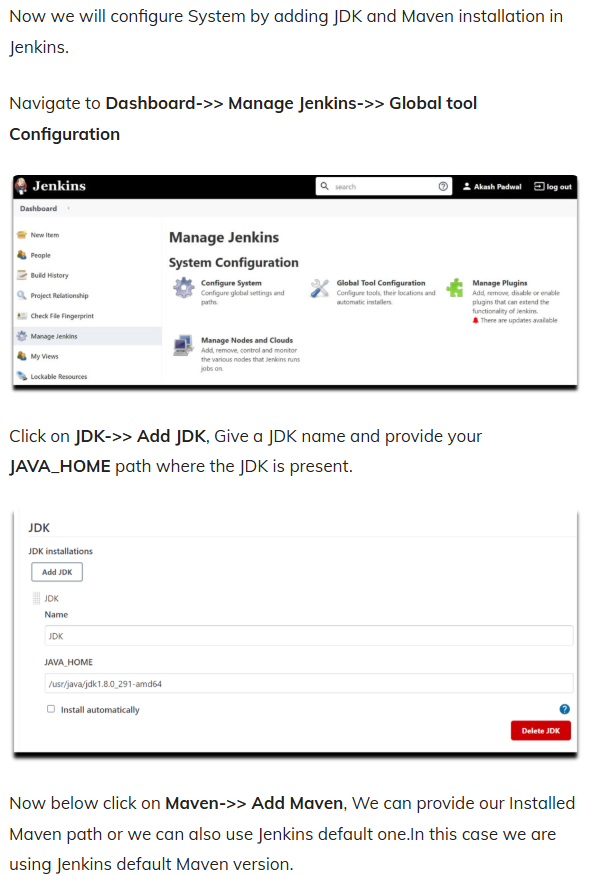 Now we will configure System by adding JDK and Maven installation in
Jenkins.
Navigate to Dashboard->> Manage Jenkins->> Global tool
Configuration
Jenkins
search
Akash Padwal
log out
Dashboard
New Item
People
Build History
Project Relationship
Check File Fingerprint
Manage Jenkins
My Views
Lockable Resources
Manage Jenkins
System Configuration
Configure System
Configure global settings and
paths.
Global Tool Configuration
Configure tools, their locations and
automatic installers.
Manage Plugins
Add, remove, disable or enable
plugins that can extend the
functionality of Jenkins.
There are updates available
Manage Nodes and Clouds
Add, remove, control and monitor
the various nodes that Jenkins runs
jobs on.
Click on JDK->> Add JDK, Give a JDK name and provide your
JAVA_HOME path where the JDK is present.
JDK
JDK installations
Add JDK
JDK
Name
JDK
JAVA_HOME
/usr/java/jdk1.8.0_291-amd64
Install automatically
?
Delete JDK
Now below click on Maven->> Add Maven, We can provide our Installed
Maven path or we can also use Jenkins default one.In this case we are
using Jenkins default Maven version.